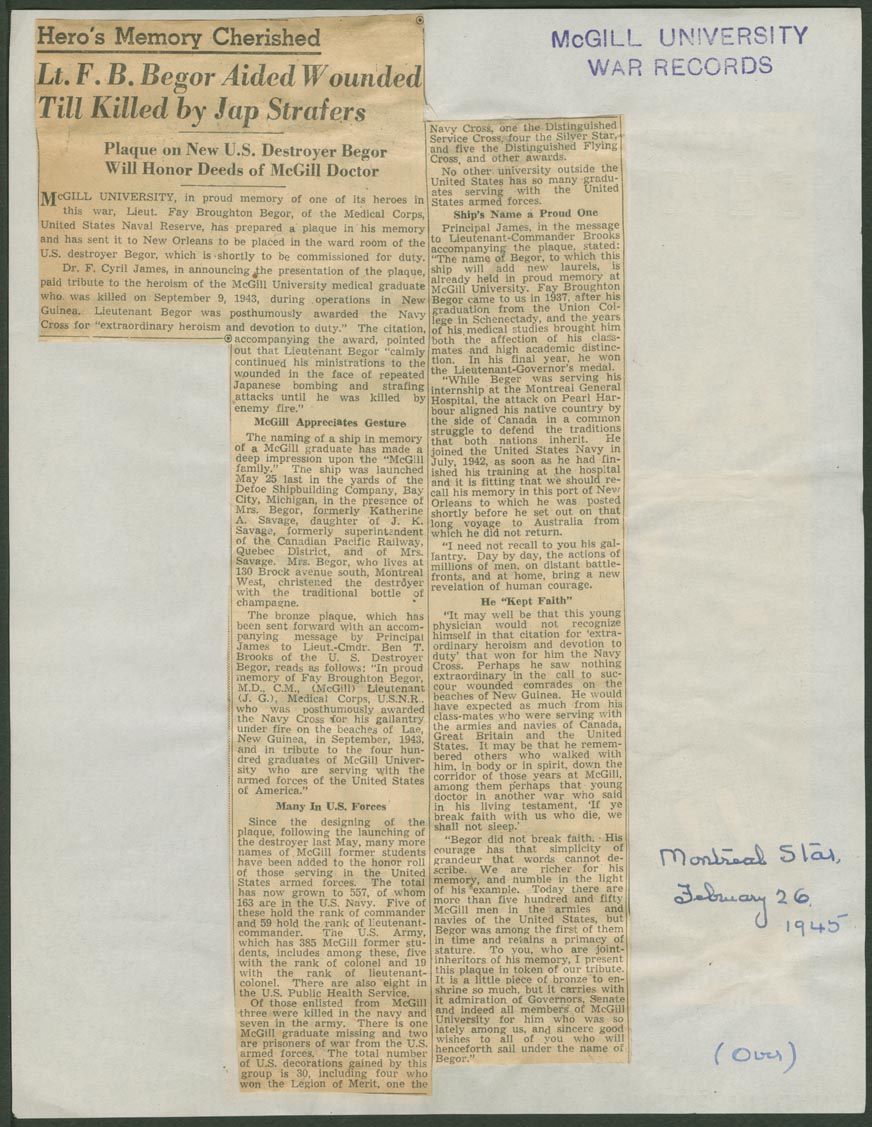 McGILL UNIVERSITY
WAR RECORDS
Hero's Memory Cherished
Lt. F. B. Begor Aided Wounded
Till Killed by Jap Strafers
Plaque on New U.S. Destroyer Begor
Will Honor Deeds of McGill Doctor
McGILL UNIVERSITY, in proud memory of one of its heroes in
this war, Lieut. Fay Broughton Begor, of the Medical Corps,
United States Naval Reserve, has prepared a plaque in his memory
and has sent it to New Orleans to be placed in the ward room of the
U.S. destroyer Begor, which is shortly to be commissioned for duty.
Dr. F. Cyril James, in announcing the presentation of the plaque,
paid tribute to the heroism of the McGill University medical graduate
who was killed on September 9, 1943, during operations in New
Guinea. Lieutenant Begor was posthumously awarded the Navy
Cross for "extraordinary heroism and devotion to duty." The citation,
accompanying the award, pointed
out that Lieutenant Begor "calmly
continued his ministrations to the
wounded in the face of repeated
Japanese bombing and strafing
attacks until he was killed by
enemy fire."
McGill Appreciates Gesture
The naming of a ship in memory
of a McGill graduate has made a
deep impression upon the "McGill
family." The ship was launched
May 25 last in the yards of the
Defoe Shipbuilding Company, Bay
City, Michigan, in the presence of
Mrs. Begor, formerly Katherine
A. Savage, daughter of J. K.
Savage, formerly superintendent
of the Canadian Pacific Railway,
Quebec District, and of Mrs.
Savage. Mrs. Begor, who lives at
130 Brock avenue south, Montreal
West, christened the destroyer
with the traditional bottle of
champagne.
The bronze plaque, which has
been sent forward with an accom-
panying message by Principal
James to Lieut.-Cmdr. Ben T.
Brooks of the U. S. Destroyer
Begor, reads as follows: "In proud
memory of Fay Broughton Begor,
M.D., C.M., (McGill) Lieutenant
(J. G.), Medical Corps, U.S.N.R.
who was posthumously awarded
the Navy Cross for his gallantry
under fire on the beaches of Lae,
New Guinea, in September, 1943,
and in tribute to the four hun-
dred graduates of McGill Univer-
sity who are serving with the
armed forces of the United States
of America."
Many In U.S. Forces
Since the designing of the
plaque, following the launching of
the destroyer last May, many more
names of McGill former students
have been added to the honor roll
of those serving in the United
States armed forces. The total
has now grown to 557, of whom
163 are in the U.S. Navy. Five of
these hold the rank of commander
and 59 hold the rank of lieutenant-
commander. The U.S. Army,
which has 385 McGill former stu-
dents, includes among these, five
with the rank of colonel and 19
with the rank of lieutenant-
colonel. There are also eight in
the U.S. Public Health Service.
Of those enlisted from McGill
three were killed in the navy and
seven in the army. There is one
McGill graduate missing and two
are prisoners of war from the U.S.
armed forces. The total number
of U.S. decorations gained by this
group is 30, including four who
won the Legion of Merit, one the
Navy Cross, one the Distinguished
Service Cross, four the Silver Star,
and five the Distinguished Flying
Cross, and other awards.
No other university outside the
United States has so many gradu-
ates serving with the United
States armed forces.
Ship's Name a Proud One
Principal James, in the message
to Lieutenant-Commander Brooks
accompanying the plaque, stated:
"The name of Begor, to which this
ship will add new laurels, is
already held in proud memory at
McGill University. Fay Broughton
Begor came to us in 1937, after his
graduation from the Union Col-
lege in Schenectady, and the years
of his medical studies brought him
both the affection of his class-
mates and high academic distinc-
tion. In his final year, he won
the Lieutenant-Governor's medal.
"While Beger was serving his
internship at the Montreal General
Hospital, the attack on Pearl Har-
bour aligned his native country by
the side of Canada in a common
struggle to defend the traditions
that both nations inherit. He
joined the United States Navy in
July, 1942, as soon as he had fin-
ished his training at the hospital
and it is fitting that we should re-
call his memory in this port of New
Orleans to which he was posted
shortly before he set out on that
long voyage to Australia from
which he did not return.
"I need not recall to you his gal-
lantry. Day by day, the actions of
millions of men, on distant battle-
fronts, and at home, bring a new
revelation of human courage.
He "Kept Faith"
"It may well be that this young
physician would not recognize
himself in that citation for 'extra-
ordinary heroism and devotion to
duty' that won for him the Navy
Cross. Perhaps he saw nothing
extraordinary in the call to suc-
cour wounded comrades on the
beaches of New Guinea. He would
have expected as much from his
class-mates who were serving with
the armies and navies of Canada,
Great Britain and the United
States. It may be that he remem-
bered others who walked with
him, in body or in spirit, down the
corridor of those years at McGill,
among them perhaps that young
doctor in another war who said
in his living testament, 'If ye
break faith with us who die, we
shall not sleep.'
"Begor did not break faith. His
courage has that simplicity of
grandeur that words cannot de-
scribe. We are richer for his
memory, and numble in the light
of his example. Today there are
more than five hundred and fifty
McGill men in the armies and
navies of the United States, but
Begor was among the first of them
in time and retains a primacy of
stature. To you, who are joint-
inheritors of his memory, I present
this plaque in token of our tribute.
It is a little piece of bronze to en-
shrine so much, but it carries with
it admiration of Governors, Senate
and indeed all members of McGill
University for him who was so
lately among us, and sincere good
wishes to all of you who will
henceforth sail under the name of
Begor."
Montreal Star,
February 26
1945
(Over)